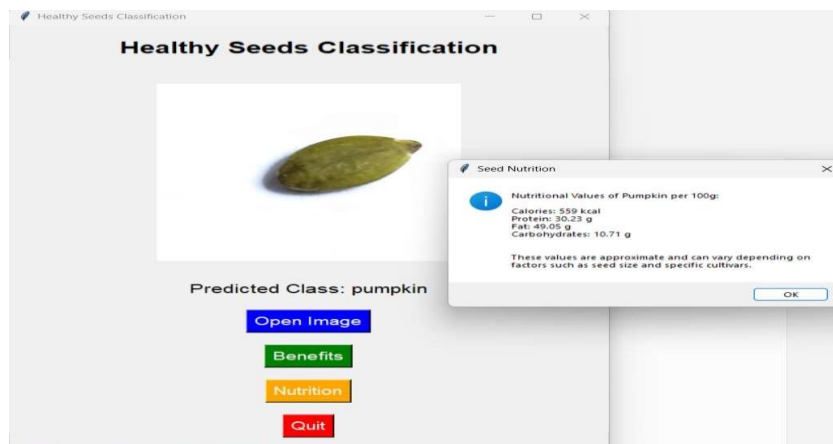 Healthy Seeds Classification
Healthy Seeds Classification
Predicted Class: pumpkin
Open Image
Benefits
Nutrition
Quit
Seed Nutrition
Nutritional Values of Pumpkin per 100g:
Calories: 559 kcal
Protein: 30.23 g
Fat: 49.05 g
Carbohydrates: 10.71 g
These values are approximate and can vary depending on
factors such as seed size and specific cultivars.
OK